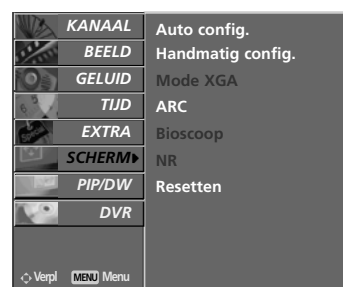 KANAAL
BEELD
GELUID
TIJD
EXTRA
SCHERM
PIP/DW
DVR
Verpl MENU Menu
Auto config.
Handmatig config.
Mode XGA
ARC
Bioscoop
NR
Resetten